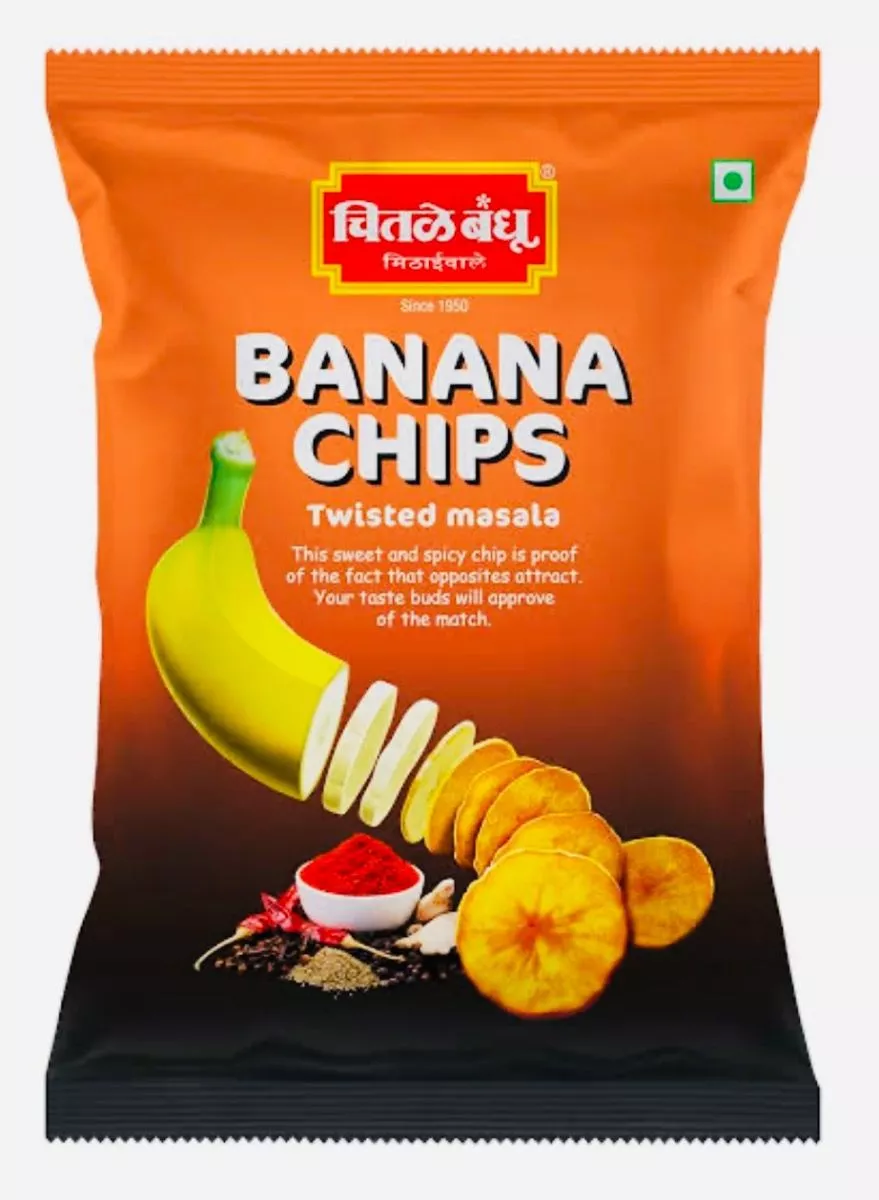 चितळे बंधू
®
मिठाईवाले
Since 1950
BANANA
CHIPS
Twisted masala
This sweet and spicy chip is proof
of the fact that opposites attract.
Your taste buds will approve
of the match.